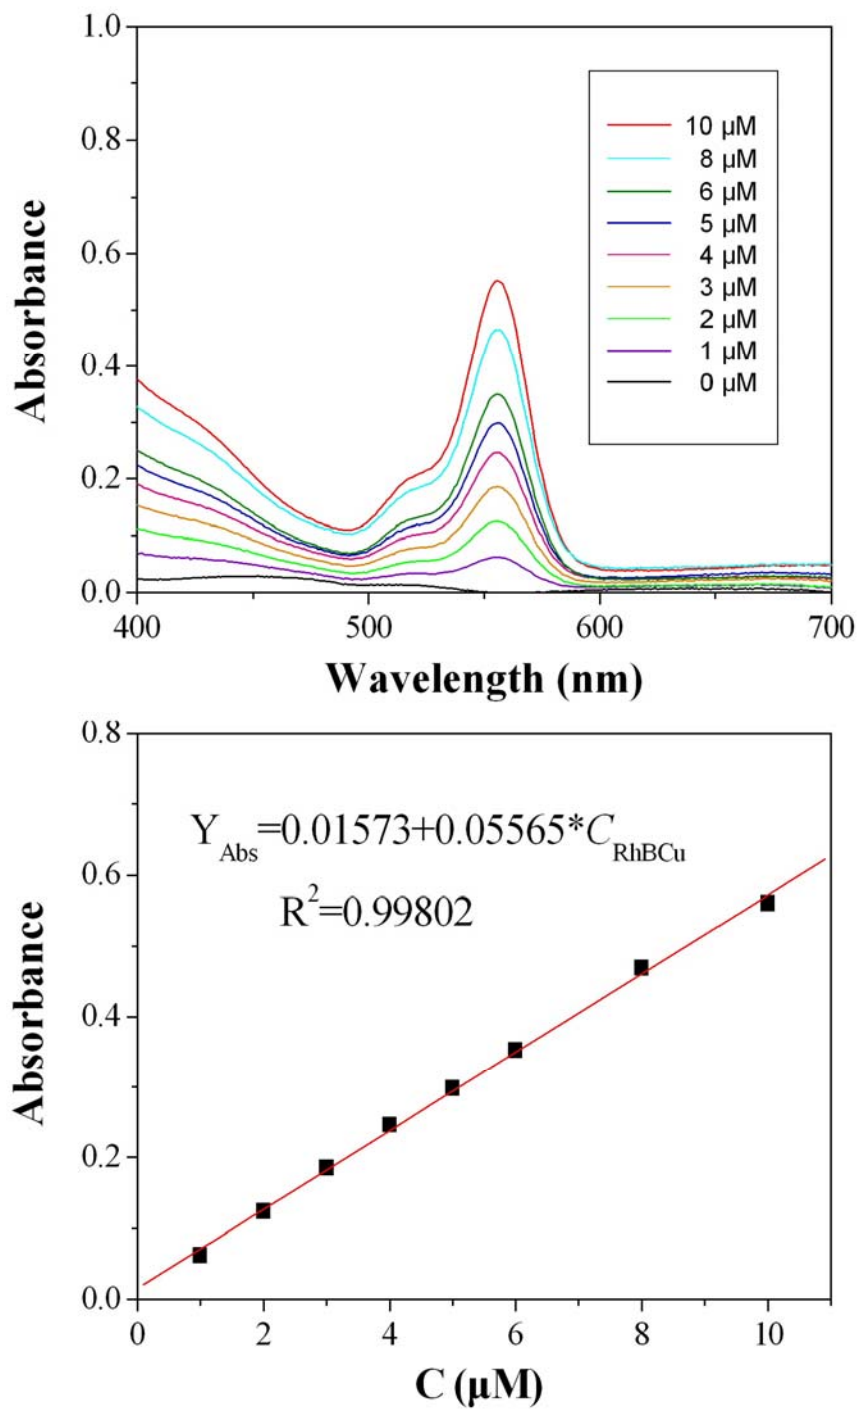 1.0
0.8
0.6
0.4
0.2
0.0
Absorbance
10 µM
8 µM
6 µM
5 µM
4 µM
3 µM
2 µM
1 µM
0 µM
400 500 600 700
Wavelength (nm)
0.8
0.6
0.4
0.2
0.0
Absorbance
Y_Abs=0.01573+0.05565*C_RhBCu
R²=0.99802
0 2 4 6 8 10
C (µM)